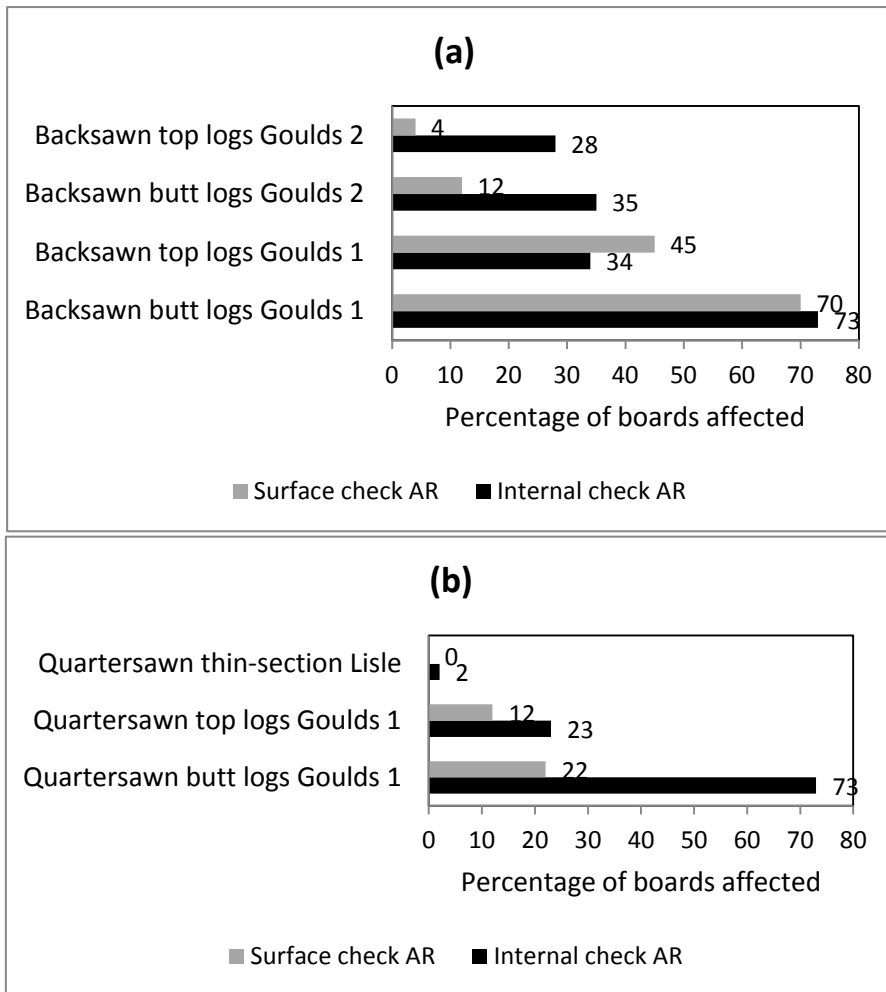 (a)
Backsawn top logs Goulds 2
4
28
Backsawn butt logs Goulds 2
12
35
Backsawn top logs Goulds 1
45
34
Backsawn butt logs Goulds 1
70
73
0 10 20 30 40 50 60 70 80
Percentage of boards affected
Surface check AR Internal check AR
(b)
Quartersawn thin-section Lisle
0
2
Quartersawn top logs Goulds 1
12
23
Quartersawn butt logs Goulds 1
22
73
0 10 20 30 40 50 60 70 80
Percentage of boards affected
Surface check AR Internal check AR